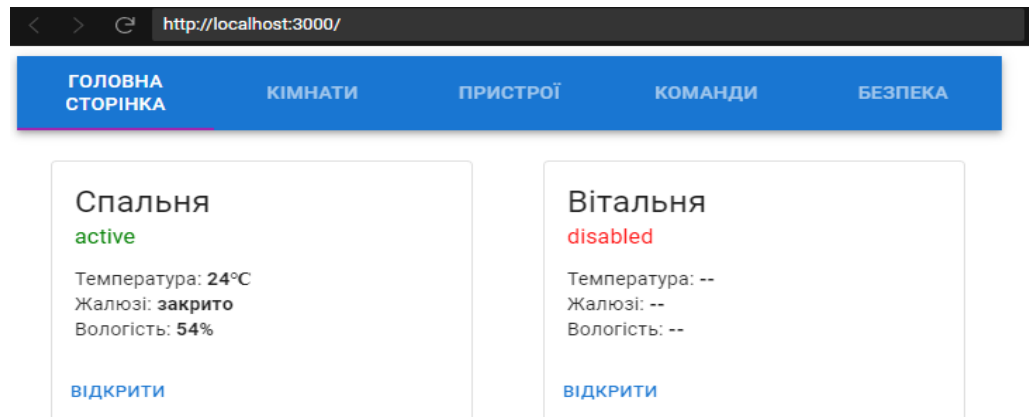 http://localhost:3000/
ГОЛОВНА
СТОРІНКА
КІМНАТИ
ПРИСТРОЇ
КОМАНДИ
БЕЗПЕКА
Спальня
active
Температура: 24°C
Жалюзі: закрито
Вологість: 54%
ВІДКРИТИ
Вітальня
disabled
Температура: --
Жалюзі: --
Вологість: --
ВІДКРИТИ